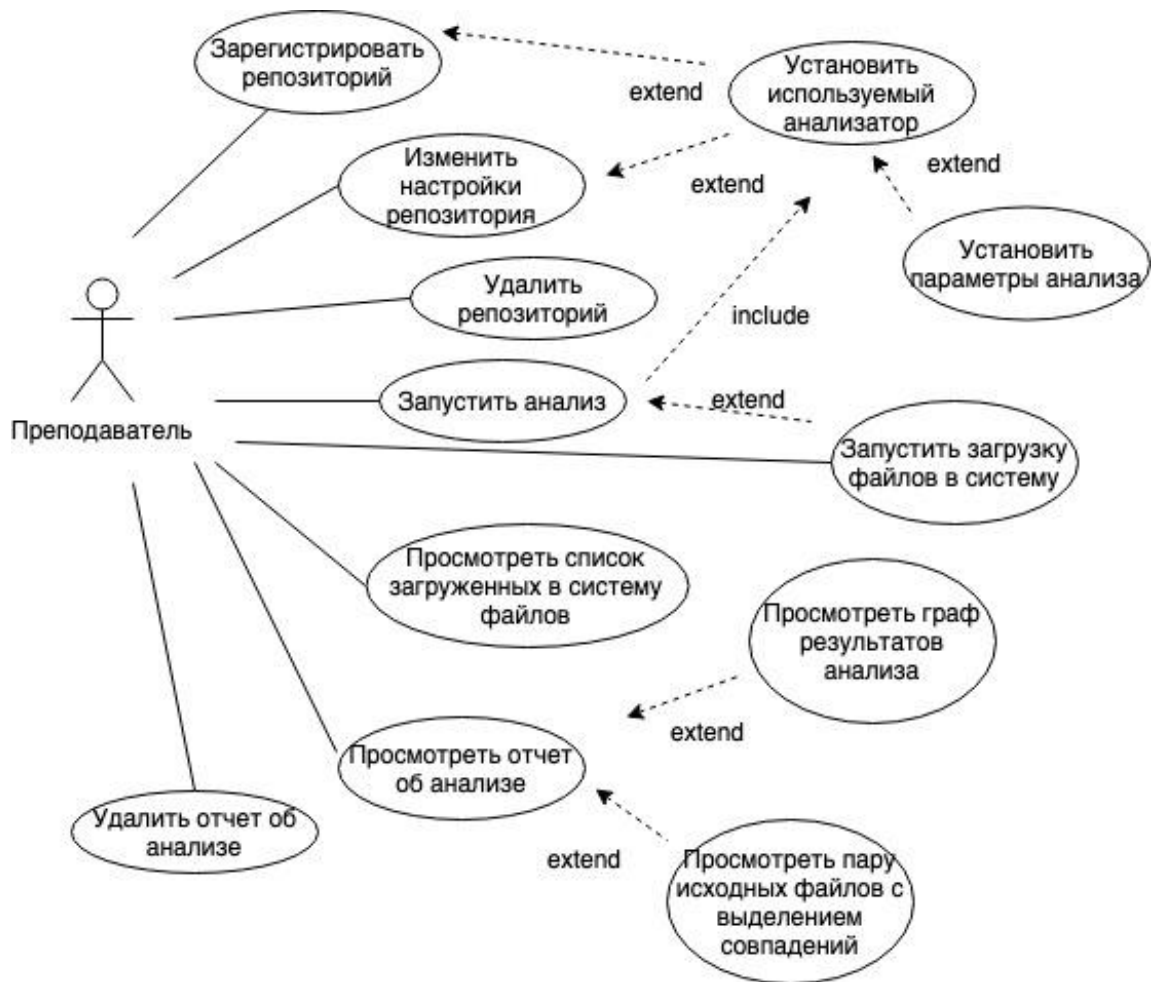 Зарегистрировать
репозиторий
Установить
используемый
анализатор
extend
Изменить
настройки
репозитория
extend
extend
Установить
параметры анализа
Удалить
репозиторий
include
Запустить анализ
extend
Преподаватель
Запустить загрузку
файлов в систему
Просмотреть список
загруженных в систему
файлов
Просмотреть граф
результатов
анализа
extend
Просмотреть отчет
об анализе
Удалить отчет об
анализе
extend
Просмотреть пару
исходных файлов с
выделением
совпадений